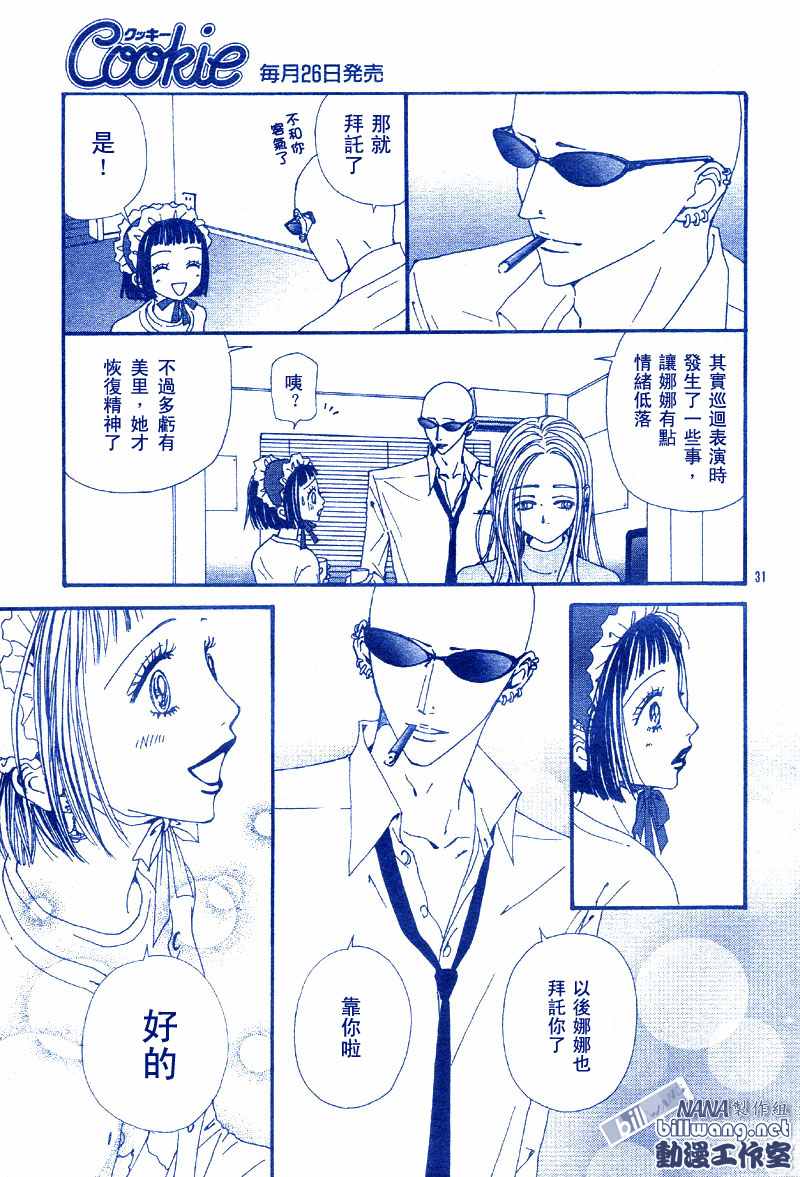 クッキー
Cookie 毎月26日発売
那就
拜託了
不和你
客氣了
是！
其實巡迴表演時
發生了一些事，
讓娜娜有點
情緒低落
咦？
不過多虧有
美里，她才
恢復精神了
31
以後娜娜也
拜託你了
靠你啦
好的
billwang
NANA製作組
billwang.net
動漫工作室